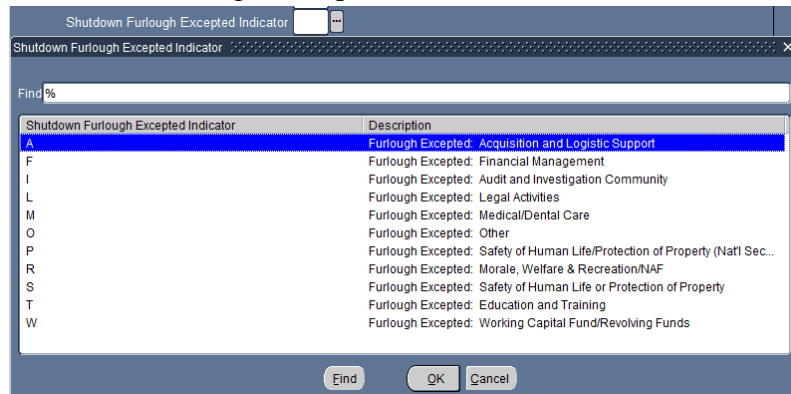 Shutdown Furlough Excepted Indicator ...
Shutdown Furlough Excepted Indicator
Find %
Shutdown Furlough Excepted Indicator Description
A Furlough Excepted: Acquisition and Logistic Support
F Furlough Excepted: Financial Management
I Furlough Excepted: Audit and Investigation Community
L Furlough Excepted: Legal Activities
M Furlough Excepted: Medical/Dental Care
O Furlough Excepted: Other
P Furlough Excepted: Safety of Human Life/Protection of Property (Nat'l Sec...
R Furlough Excepted: Morale, Welfare & Recreation/NAF
S Furlough Excepted: Safety of Human Life or Protection of Property
T Furlough Excepted: Education and Training
W Furlough Excepted: Working Capital Fund/Revolving Funds
Find OK Cancel